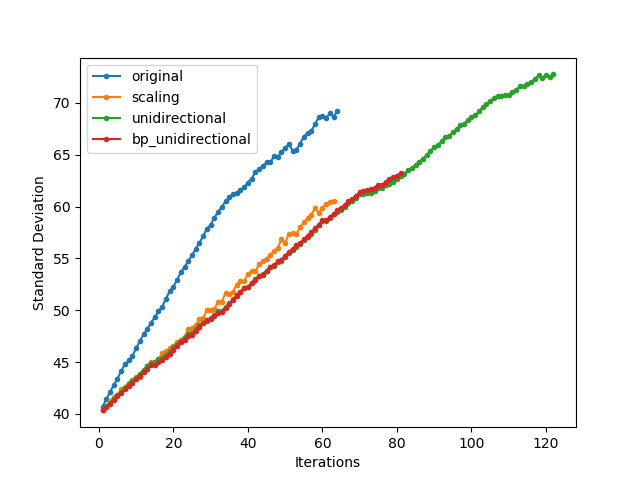 original
scaling
unidirectional
bp_unidirectional
70
65
60
55
50
45
40
Standard Deviation
0 20 40 60 80 100 120
Iterations